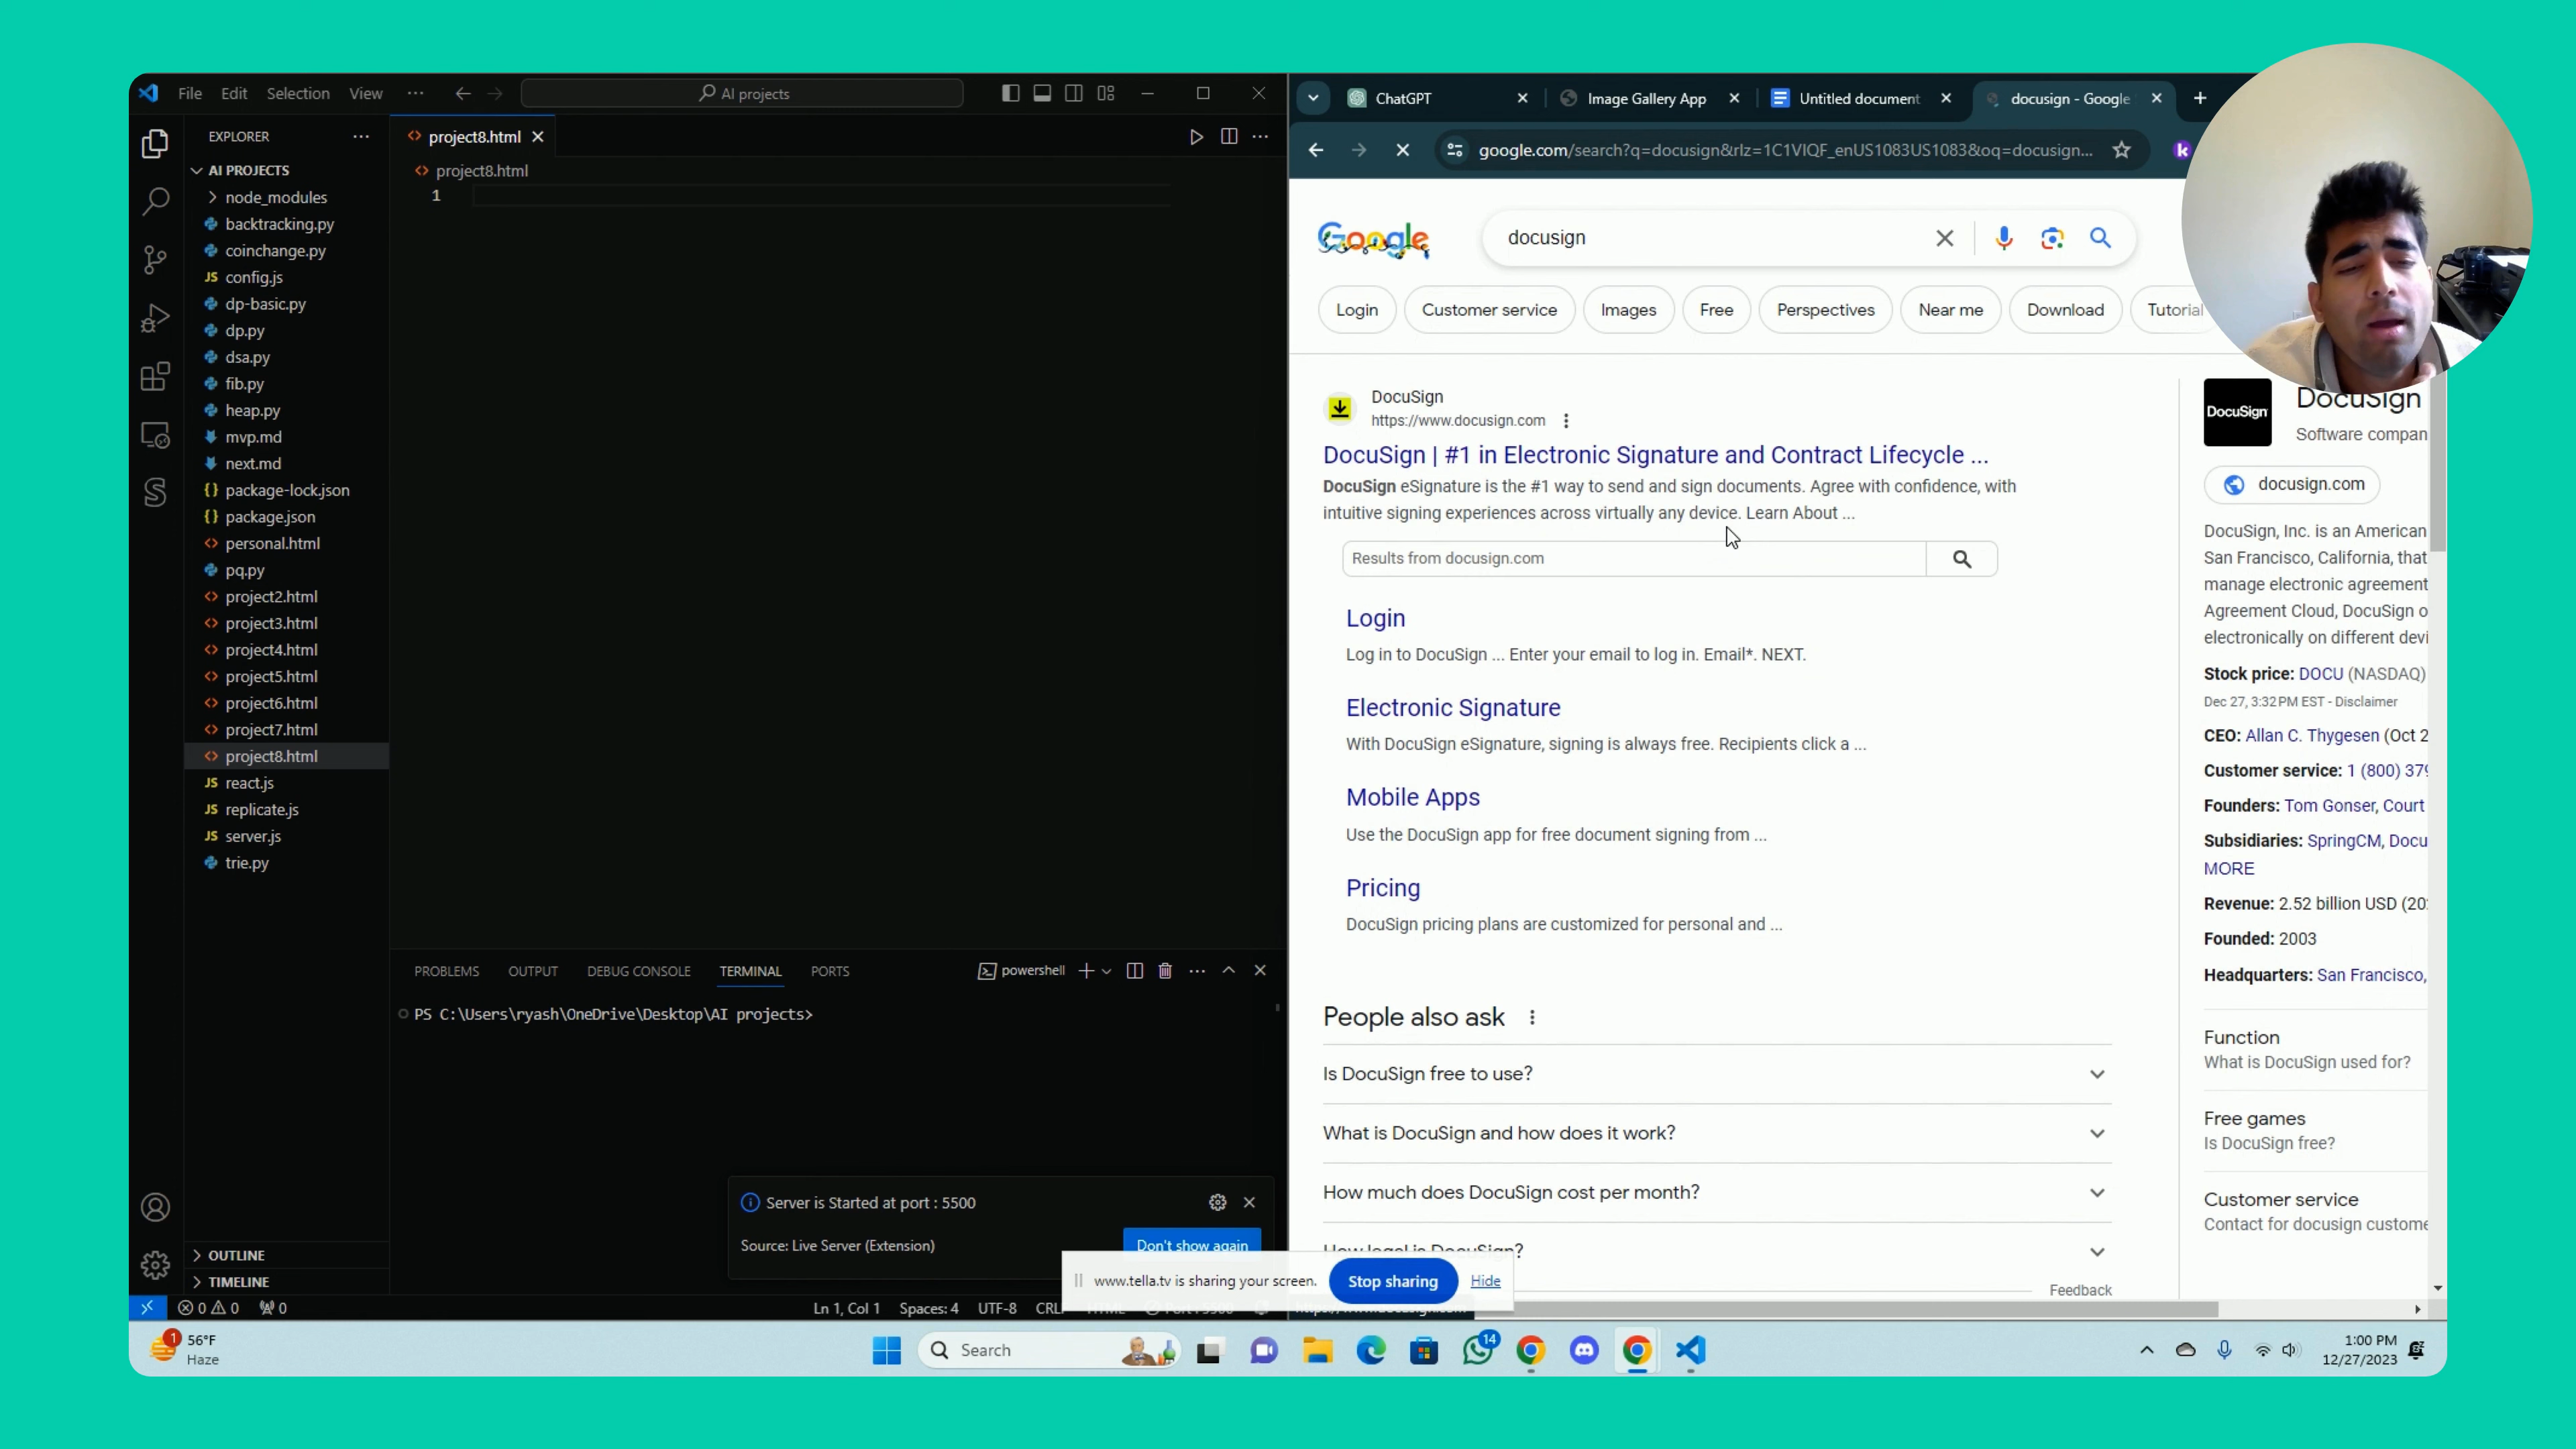 File Edit Selection View ···
AI projects
EXPLORER ···
AI PROJECTS
node_modules
backtracking.py
coinchange.py
JS config.js
dp-basic.py
dp.py
dsa.py
fib.py
heap.py
mvp.md
next.md
{} package-lock.json
{} package.json
<> personal.html
pq.py
<> project2.html
<> project3.html
<> project4.html
<> project5.html
<> project6.html
<> project7.html
<> project8.html
JS react.js
JS replicate.js
JS server.js
trie.py
OUTLINE
TIMELINE
<> project8.html
<> project8.html
1
PROBLEMS OUTPUT DEBUG CONSOLE TERMINAL PORTS
powershell
PS C:\Users\ryash\OneDrive\Desktop\AI projects>
Server is Started at port : 5500
Source: Live Server (Extension)
Don't show again
0 0 0
Ln 1, Col 1 Spaces: 4 UTF-8
ChatGPT
Image Gallery App
Untitled document
docusign - Google
google.com/search?q=docusign&rlz=1C1VIQF_enUS1083US1083&oq=docusign...
k
Google
docusign
Login Customer service Images Free Perspectives Near me Download Tutorial
DocuSign
https://www.docusign.com
DocuSign | #1 in Electronic Signature and Contract Lifecycle ...
DocuSign eSignature is the #1 way to send and sign documents. Agree with confidence, with
intuitive signing experiences across virtually any device. Learn About ...
Results from docusign.com
Login
Log in to DocuSign ... Enter your email to log in. Email*. NEXT.
Electronic Signature
With DocuSign eSignature, signing is always free. Recipients click a ...
Mobile Apps
Use the DocuSign app for free document signing from ...
Pricing
DocuSign pricing plans are customized for personal and ...
People also ask
Is DocuSign free to use?
What is DocuSign and how does it work?
How much does DocuSign cost per month?
How legal is DocuSign?
Feedback
DocuSign
DocuSign
Software compan
docusign.com
DocuSign, Inc. is an American
San Francisco, California, that
manage electronic agreement
Agreement Cloud, DocuSign o
electronically on different devi
Stock price: DOCU (NASDAQ)
Dec 27, 3:32 PM EST - Disclaimer
CEO: Allan C. Thygesen (Oct 2
Customer service: 1 (800) 379
Founders: Tom Gonser, Court
Subsidiaries: SpringCM, Docu
MORE
Revenue: 2.52 billion USD (20
Founded: 2003
Headquarters: San Francisco,
Function
What is DocuSign used for?
Free games
Is DocuSign free?
Customer service
Contact for docusign custome
www.tella.tv is sharing your screen.
Stop sharing
Hide
1
56°F
Haze
Search
14
1:00 PM
12/27/2023